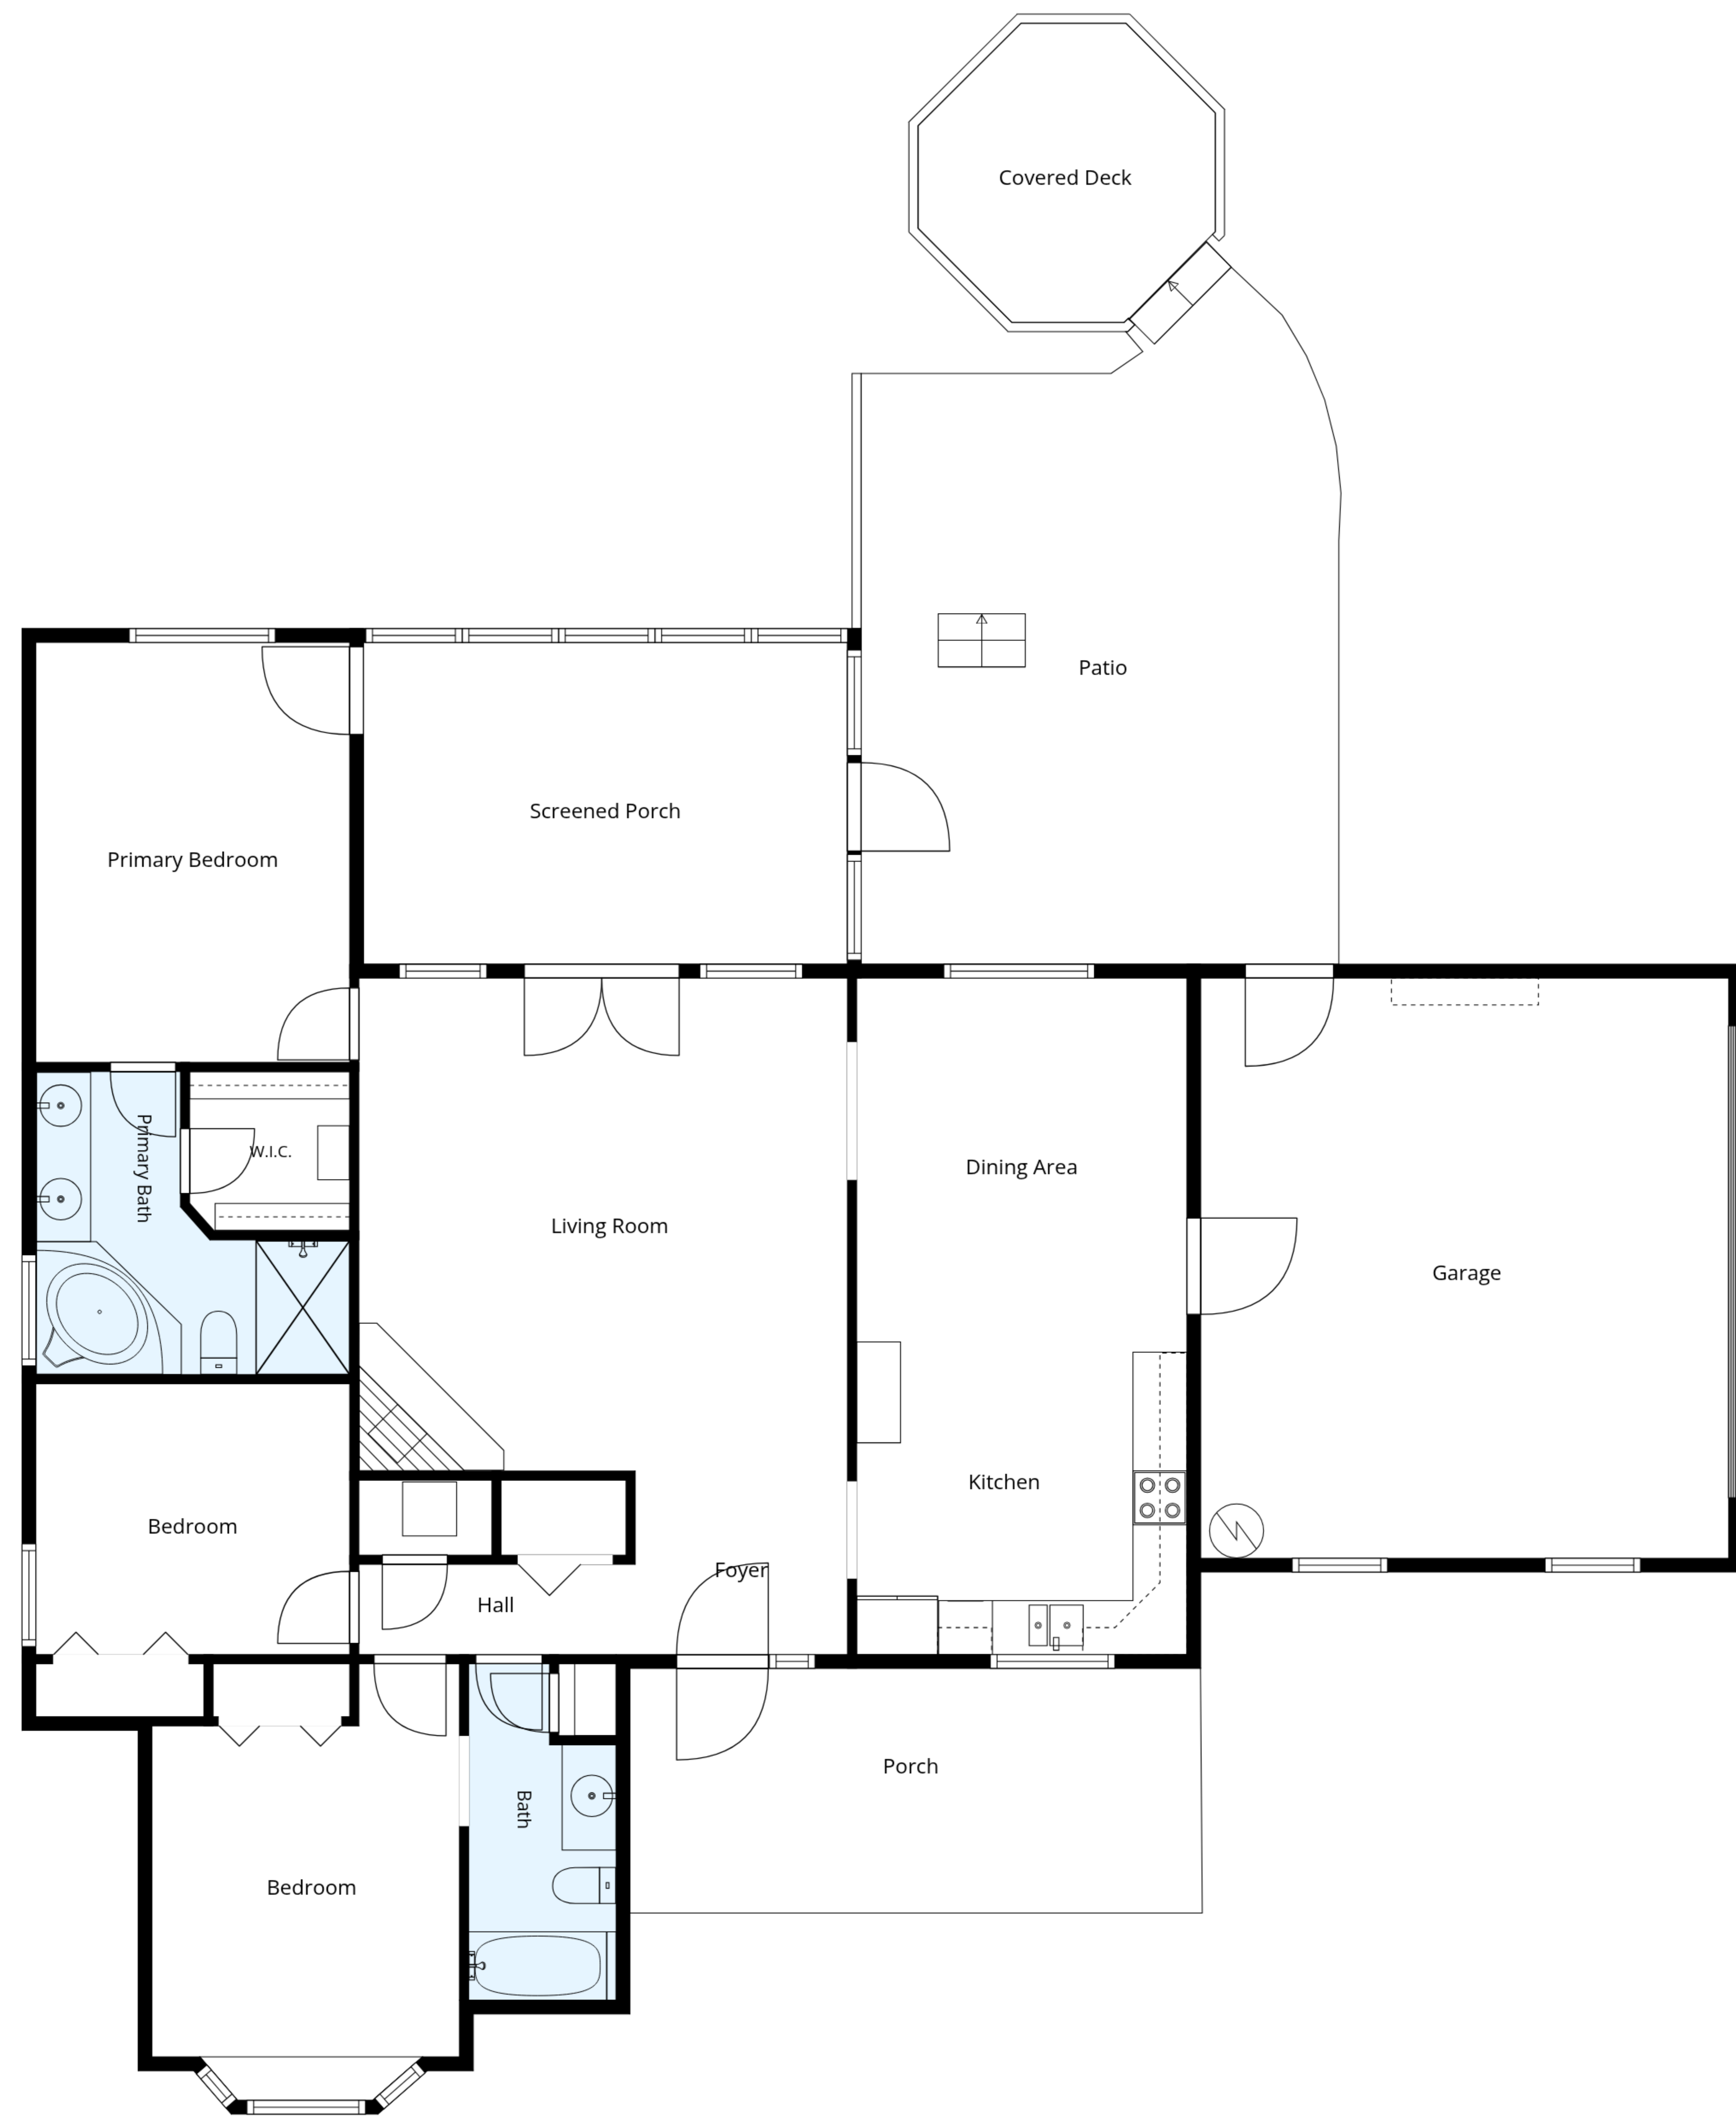 Covered Deck
Patio
Screened Porch
Primary Bedroom
Primary Bath
W.I.C.
Dining Area
Living Room
Garage
Kitchen
Bedroom
Foyer
Hall
Porch
Bath
Bedroom